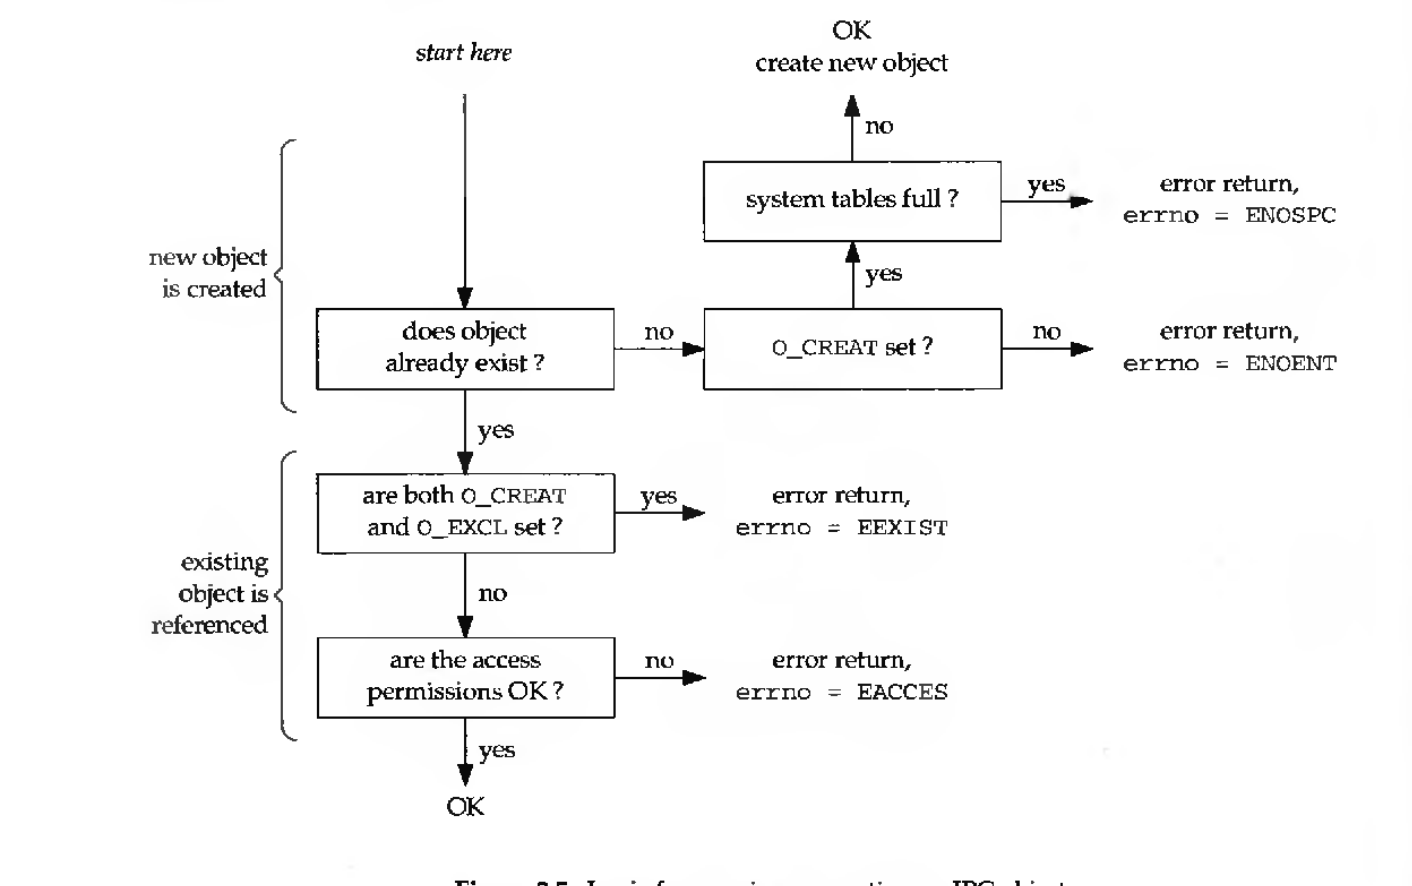 start here
OK
create new object
no
system tables full ?
yes
error return,
errno = ENOSPC
new object
is created
yes
does object
already exist ?
no
O_CREAT set ?
no
error return,
errno = ENOENT
yes
are both O_CREAT
and O_EXCL set ?
yes
error return,
errno = EEXIST
existing
object is
referenced
no
are the access
permissions OK ?
no
error return,
errno = EACCES
yes
OK